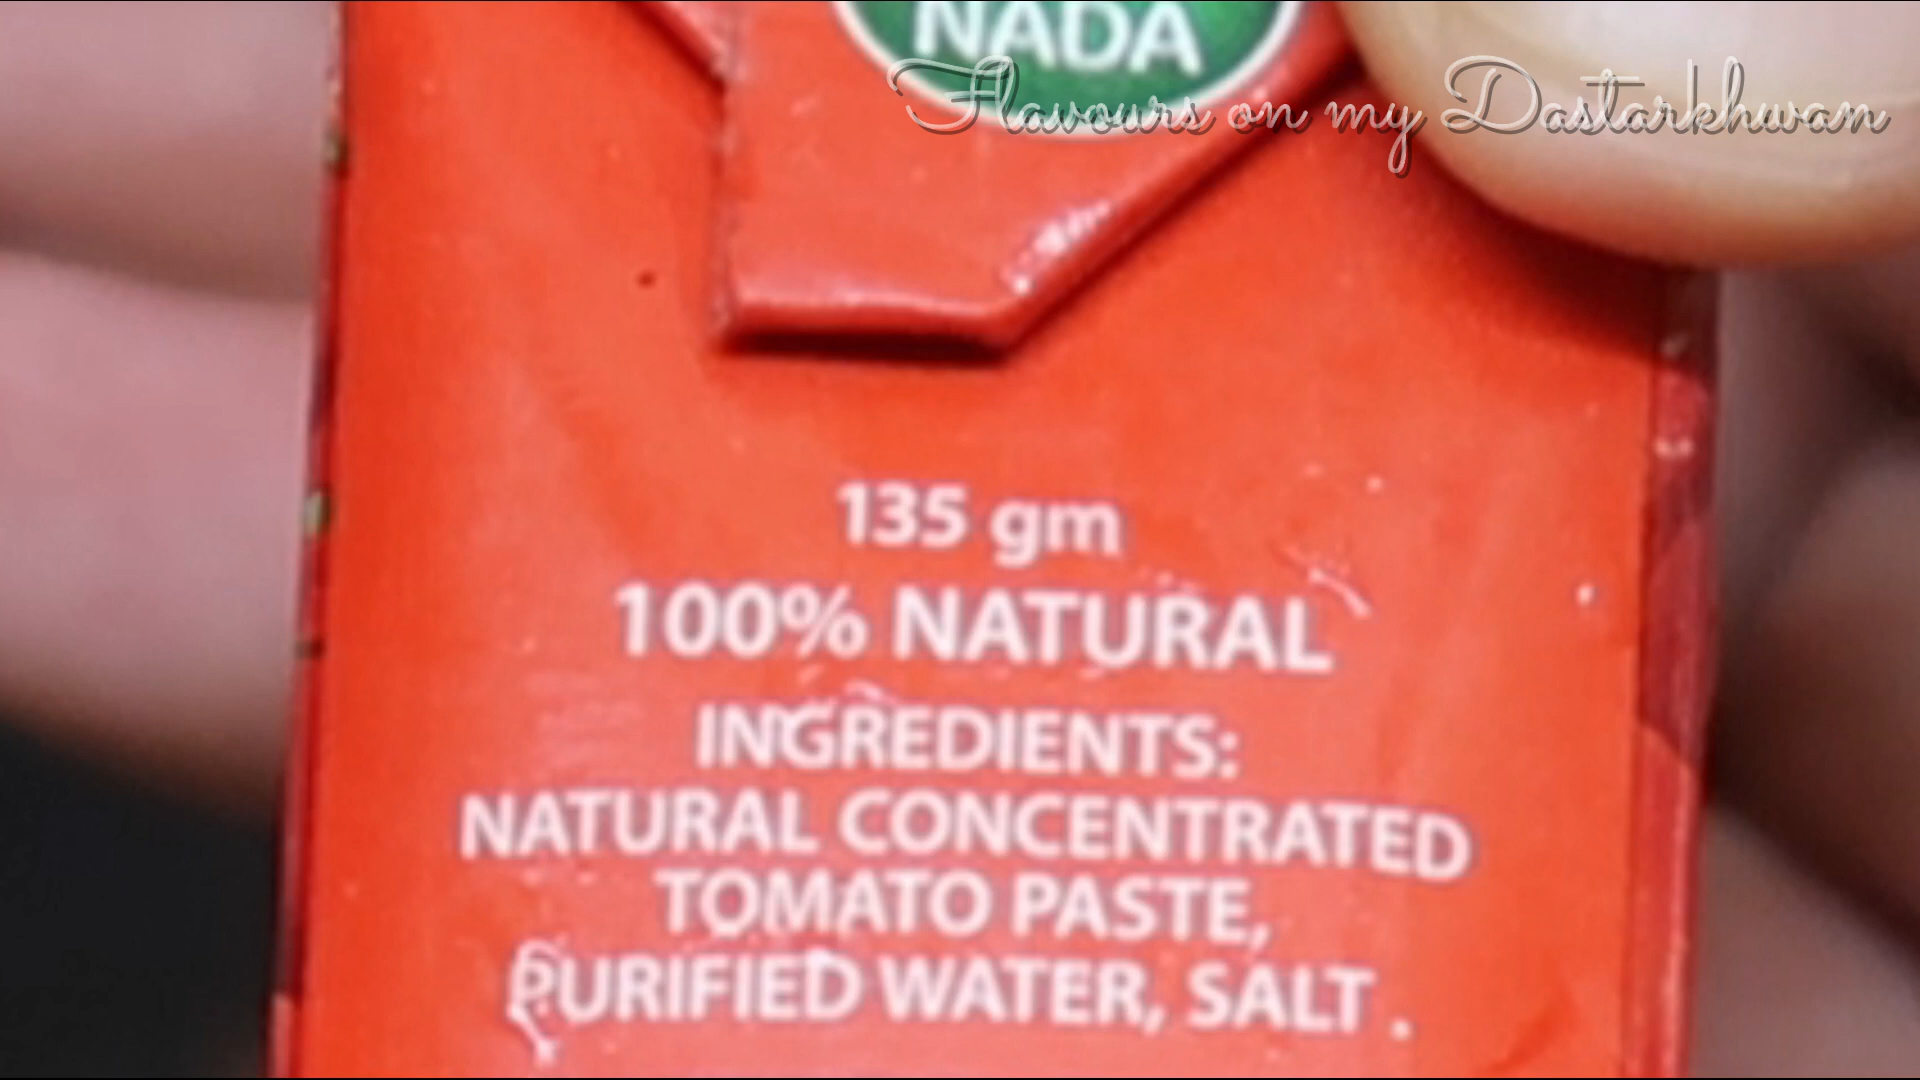 NADA
Flavours on my Dastarkhwan
135 gm
100% NATURAL
INGREDIENTS:
NATURAL CONCENTRATED
TOMATO PASTE,
PURIFIED WATER, SALT .